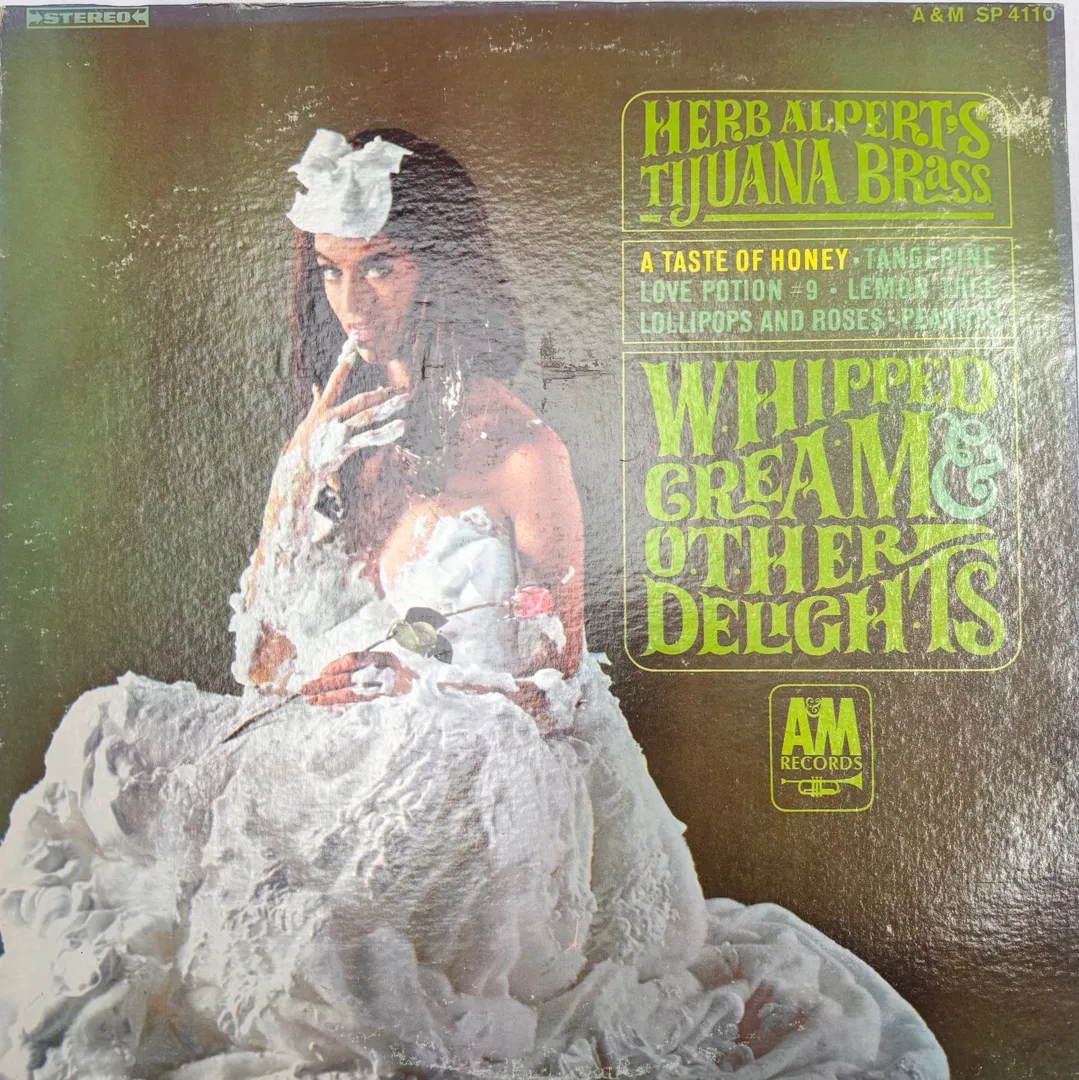 STEREO
A & M SP 4110
HERB ALPERT'S
TIJUANA BRASS
A TASTE OF HONEY · TANGERINE
LOVE POTION #9 · LEMON TREE
LOLLIPOPS AND ROSES · PEANUTS
WHIPPED
CREAM &
OTHER
DELIGHTS
A&M
RECORDS